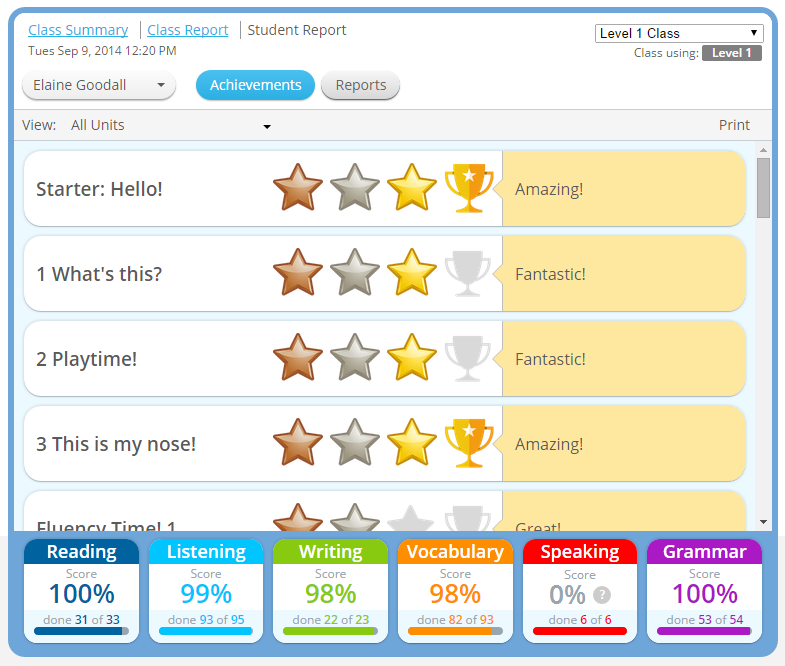 Class Summary Class Report Student Report
Level 1 Class
Tues Sep 9, 2014 12:20 PM
Class using: Level 1
Elaine Goodall Achievements Reports
View: All Units Print
Starter: Hello! Amazing!
1 What's this? Fantastic!
2 Playtime! Fantastic!
3 This is my nose! Amazing!
Fluency Time! 1 Great!
Reading Listening Writing Vocabulary Speaking Grammar
Score Score Score Score Score Score
100% 99% 98% 98% 0% ? 100%
done 31 of 33 done 93 of 95 done 22 of 23 done 82 of 93 done 6 of 6 done 53 of 54